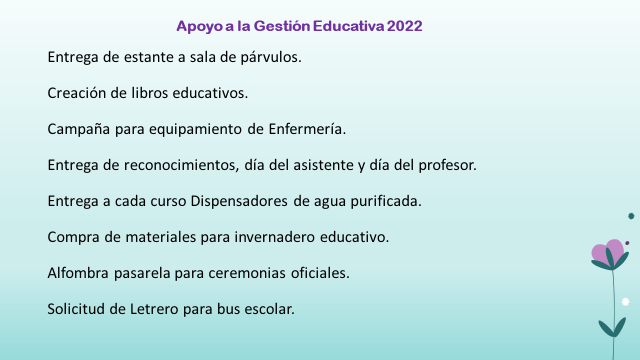 Apoyo a la Gestión Educativa 2022
Entrega de estante a sala de párvulos.
Creación de libros educativos.
Campaña para equipamiento de Enfermería.
Entrega de reconocimientos, día del asistente y día del profesor.
Entrega a cada curso Dispensadores de agua purificada.
Compra de materiales para invernadero educativo.
Alfombra pasarela para ceremonias oficiales.
Solicitud de Letrero para bus escolar.